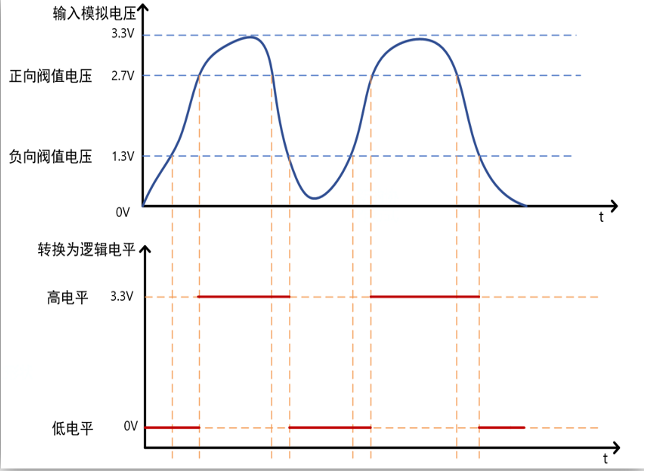 输入模拟电压
3.3V
正向阀值电压 2.7V
负向阀值电压 1.3V
0V
t
转换为逻辑电平
高电平 3.3V
低电平 0V
t